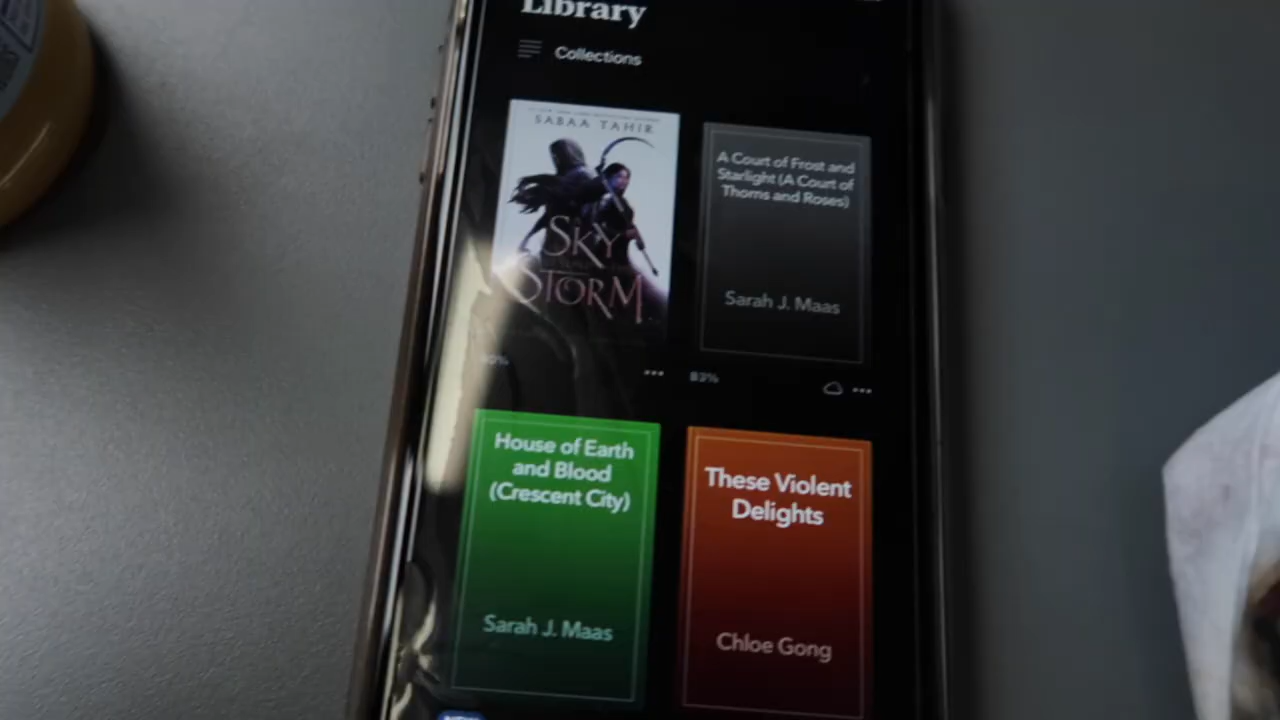 Library
Collections
SABAA TAHIR
SKY
STORM
A Court of Frost and
Starlight (A Court of
Thorns and Roses)
Sarah J. Maas
83%
House of Earth
and Blood
(Crescent City)
Sarah J. Maas
These Violent
Delights
Chloe Gong